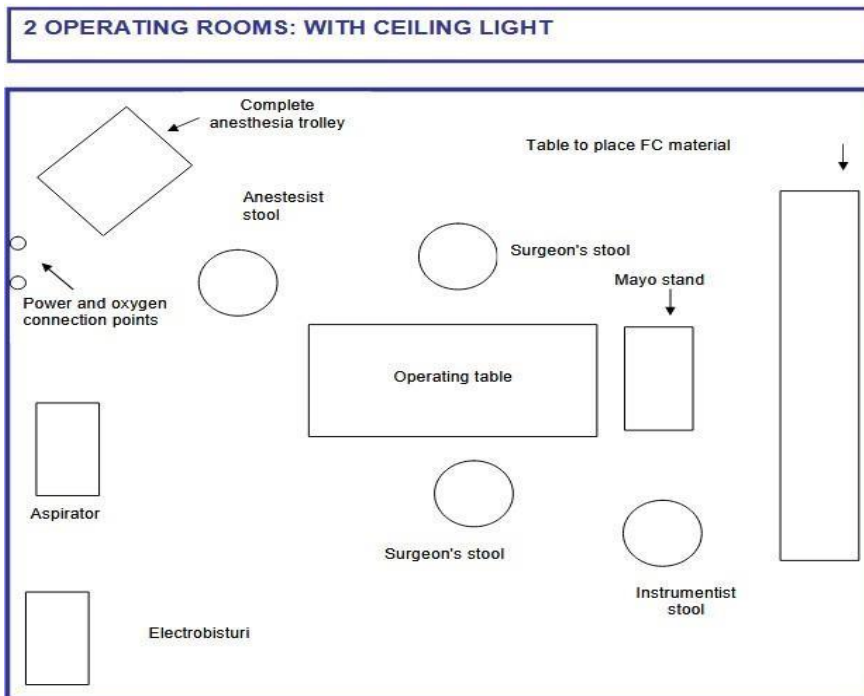 2 OPERATING ROOMS: WITH CEILING LIGHT
Complete
anesthesia trolley
Table to place FC material
Anestesist
stool
Surgeon's stool
Mayo stand
Power and oxygen
connection points
Operating table
Aspirator
Surgeon's stool
Instrumentist
stool
Electrobisturi